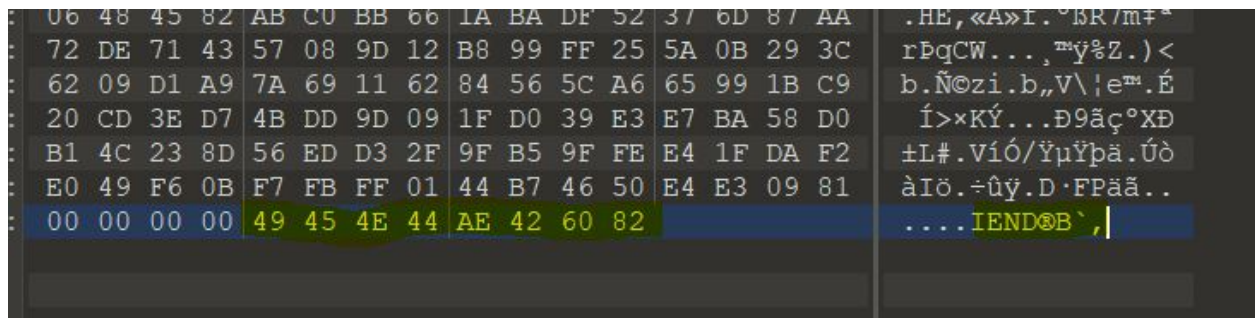 06 48 45 82 AB C0 BB 66 1A BA DF 52 37 6D 87 AA .HE‚«À»f.ºßR7m‡ª
: 72 DE 71 43 57 08 9D 12 B8 99 FF 25 5A 0B 29 3C rÞqCW...¸™ÿ%Z.)<
: 62 09 D1 A9 7A 69 11 62 84 56 5C A6 65 99 1B C9 b.Ñ©zi.b„V\¦e™.É
: 20 CD 3E D7 4B DD 9D 09 1F D0 39 E3 E7 BA 58 D0 Í>×KÝ...Ð9ãçºXÐ
: B1 4C 23 8D 56 ED D3 2F 9F B5 9F FE E4 1F DA F2 ±L#.VíÓ/ŸµŸþä.Úò
: E0 49 F6 0B F7 FB FF 01 44 B7 46 50 E4 E3 09 81 àIö.÷ûÿ.D·FPäã..
: 00 00 00 00 49 45 4E 44 AE 42 60 82 ....IEND®B`‚